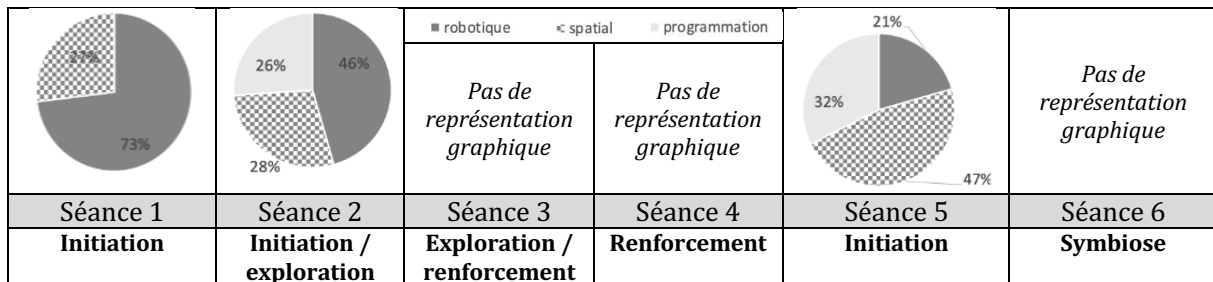 27%
73%
26%
46%
28%
robotique spatial programmation
Pas de
représentation
graphique
Pas de
représentation
graphique
21%
32%
47%
Pas de
représentation
graphique
Séance 1 Séance 2 Séance 3 Séance 4 Séance 5 Séance 6
Initiation Initiation / Exploration / Renforcement Initiation Symbiose
exploration renforcement